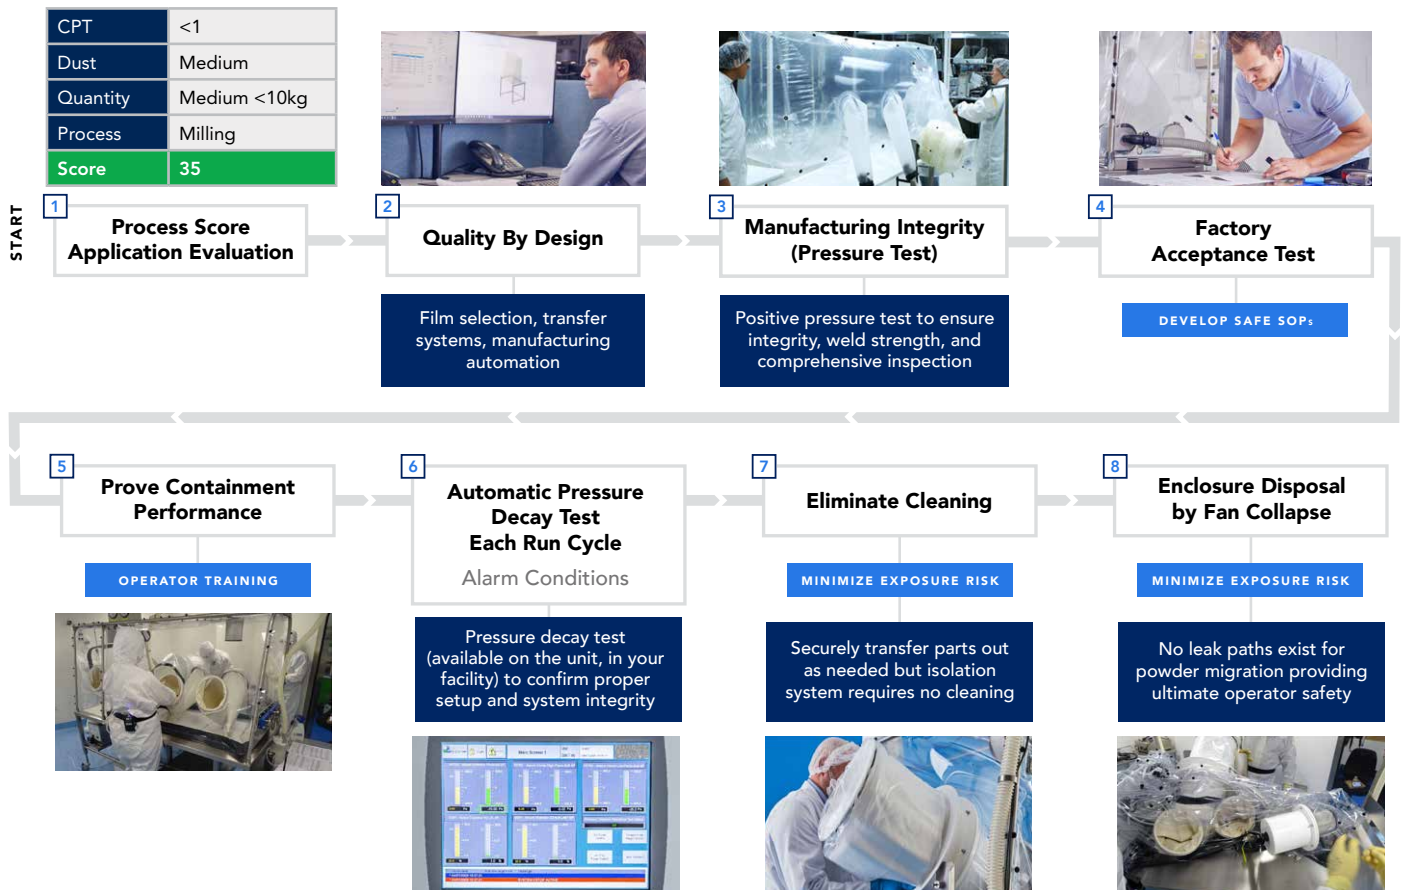 CPT <1
Dust Medium
Quantity Medium <10kg
Process Milling
Score 35
START
1
Process Score
Application Evaluation
2
Quality By Design
Film selection, transfer
systems, manufacturing
automation
3
Manufacturing Integrity
(Pressure Test)
Positive pressure test to ensure
integrity, weld strength, and
comprehensive inspection
4
Factory
Acceptance Test
DEVELOP SAFE SOPs
5
Prove Containment
Performance
OPERATOR TRAINING
6
Automatic Pressure
Decay Test
Each Run Cycle
Alarm Conditions
Pressure decay test
(available on the unit, in your
facility) to confirm proper
setup and system integrity
7
Eliminate Cleaning
MINIMIZE EXPOSURE RISK
Securely transfer parts out
as needed but isolation
system requires no cleaning
8
Enclosure Disposal
by Fan Collapse
MINIMIZE EXPOSURE RISK
No leak paths exist for
powder migration providing
ultimate operator safety